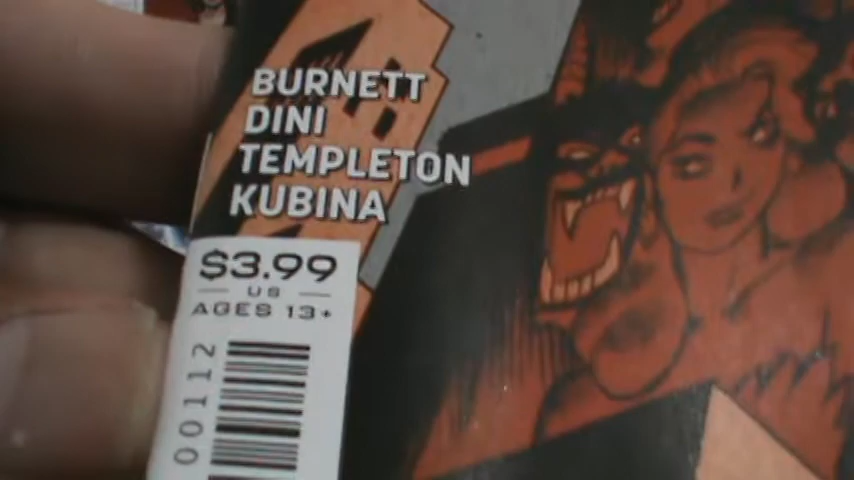 BURNETT
DINI
TEMPLETON
KUBINA
$3.99
US
AGES 13+
00112